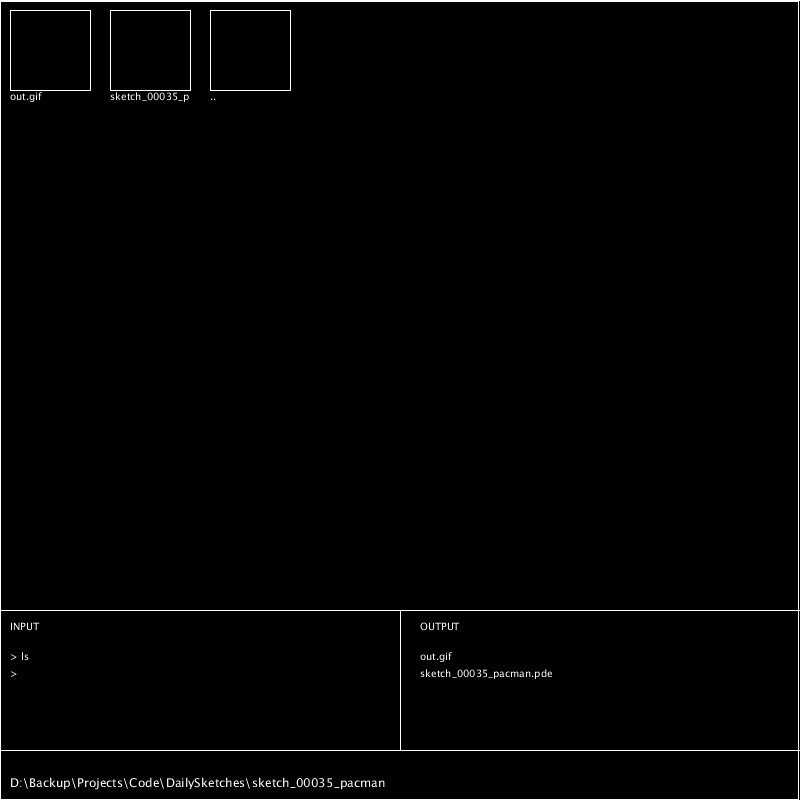 out.gif
sketch_00035_p
..
INPUT
> ls
>
OUTPUT
out.gif
sketch_00035_pacman.pde
D:\Backup\Projects\Code\DailySketches\sketch_00035_pacman